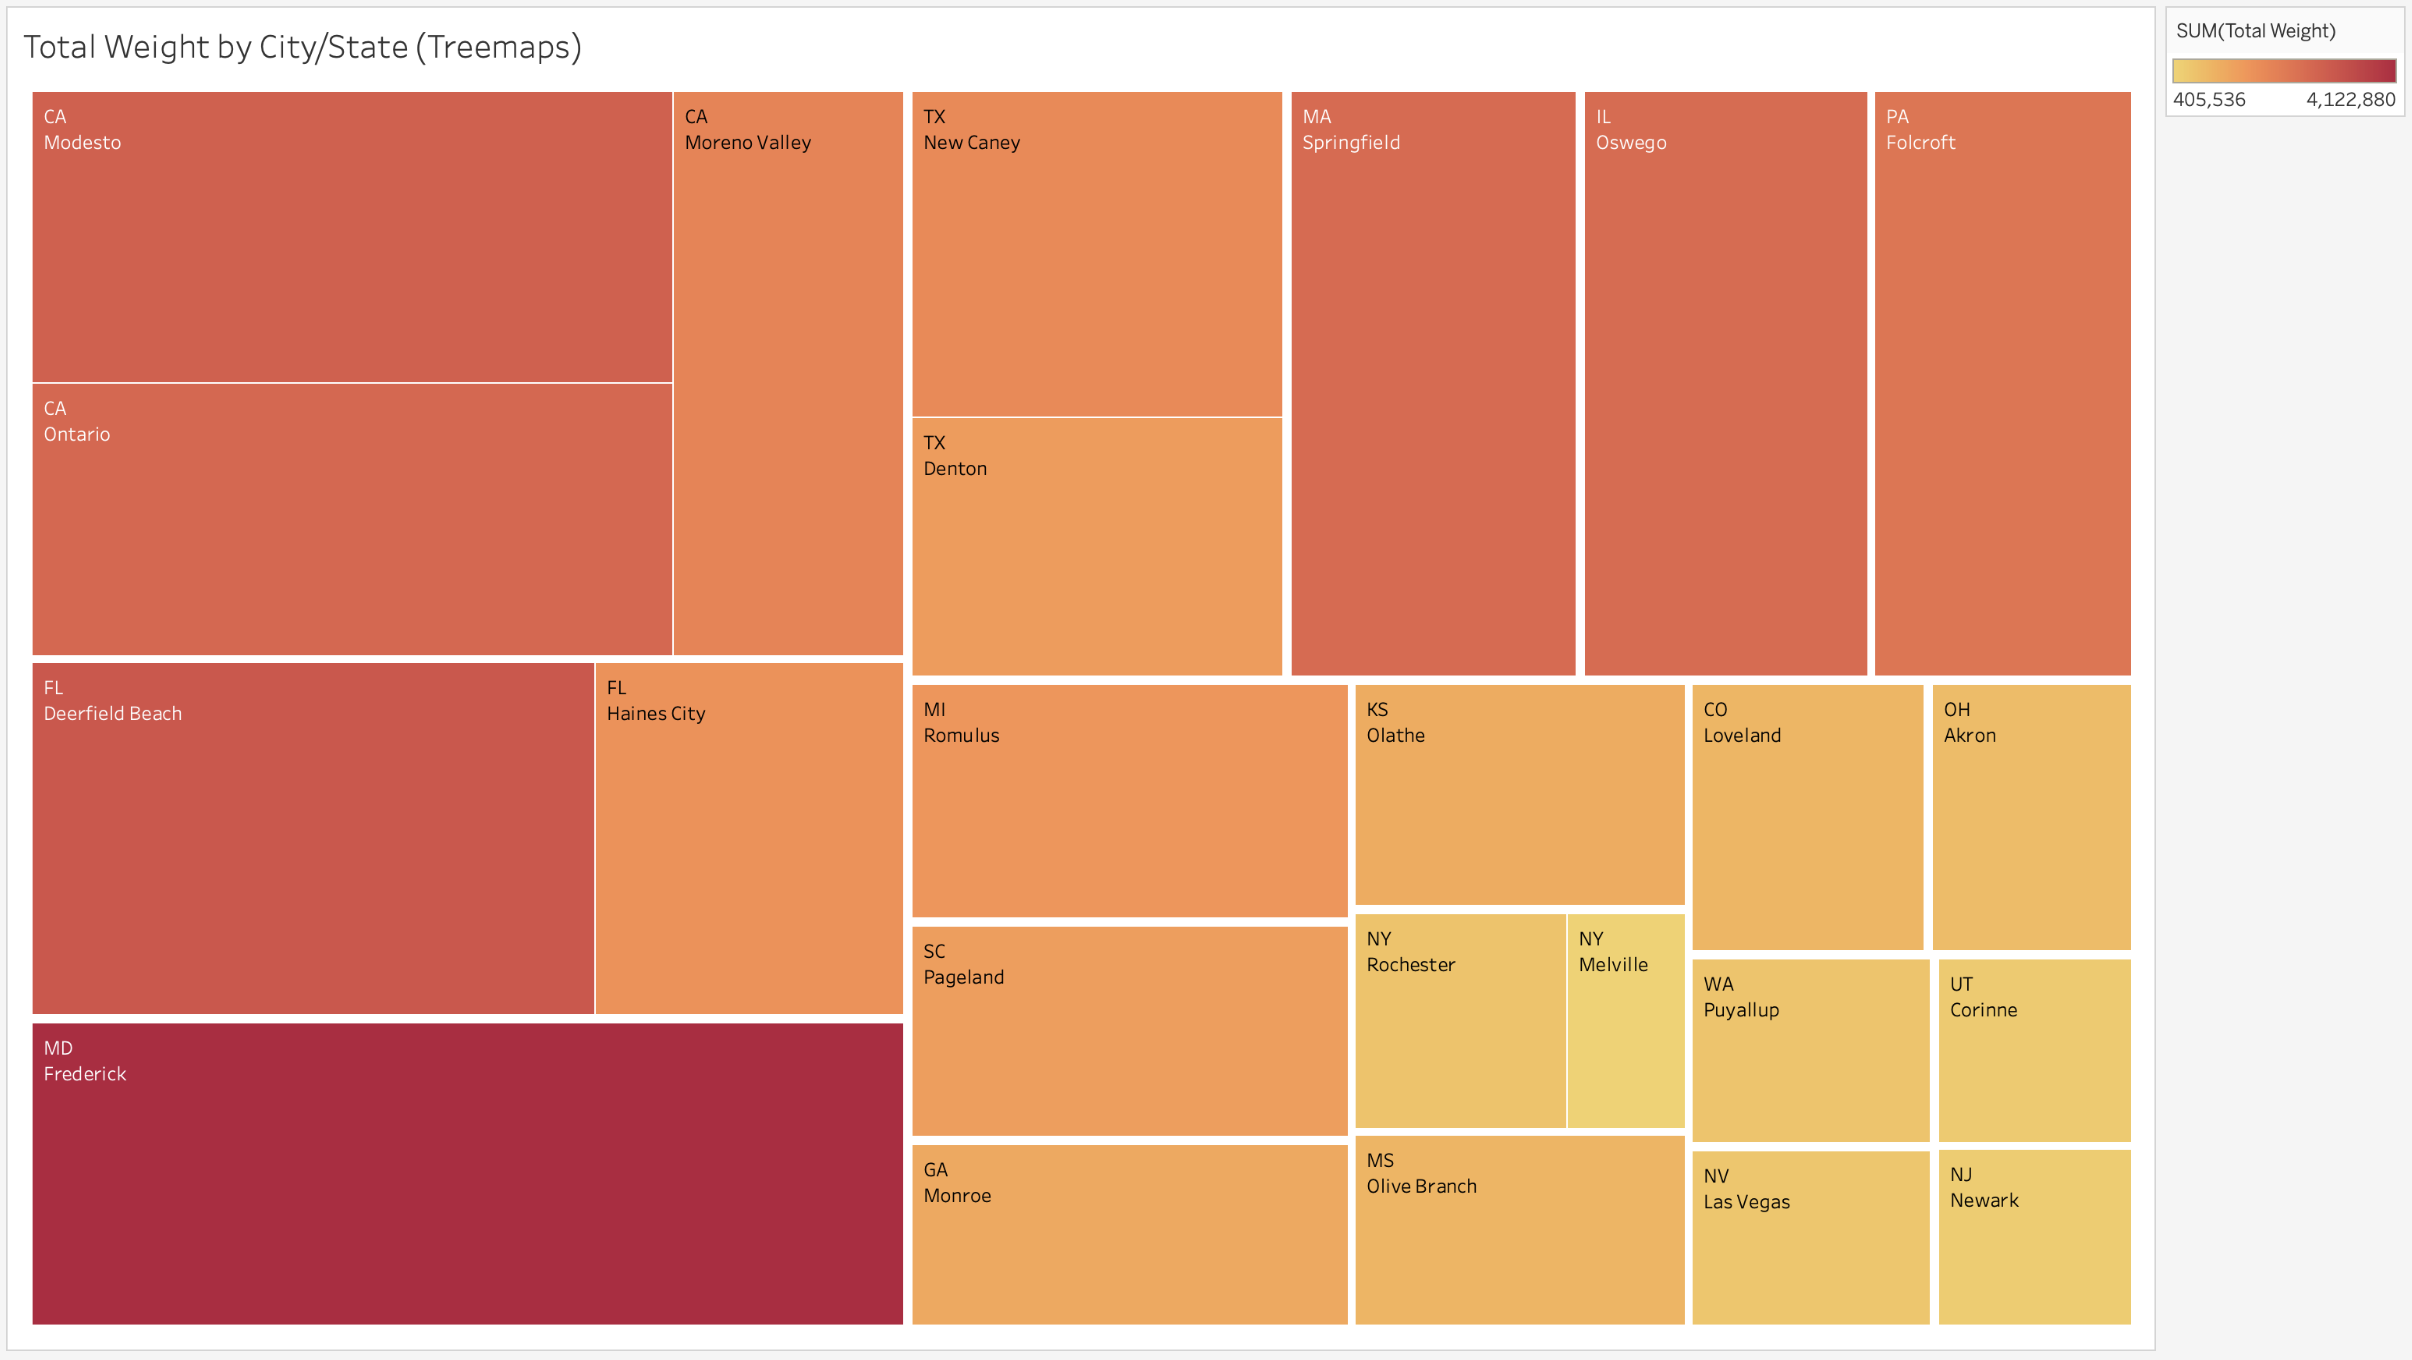 Total Weight by City/State (Treemaps)
SUM(Total Weight)
405,536 4,122,880
CA
Modesto
CA
Moreno Valley
CA
Ontario
FL
Deerfield Beach
FL
Haines City
MD
Frederick
TX
New Caney
TX
Denton
MA
Springfield
IL
Oswego
PA
Folcroft
MI
Romulus
SC
Pageland
GA
Monroe
KS
Olathe
NY
Rochester
NY
Melville
MS
Olive Branch
CO
Loveland
OH
Akron
WA
Puyallup
UT
Corinne
NV
Las Vegas
NJ
Newark